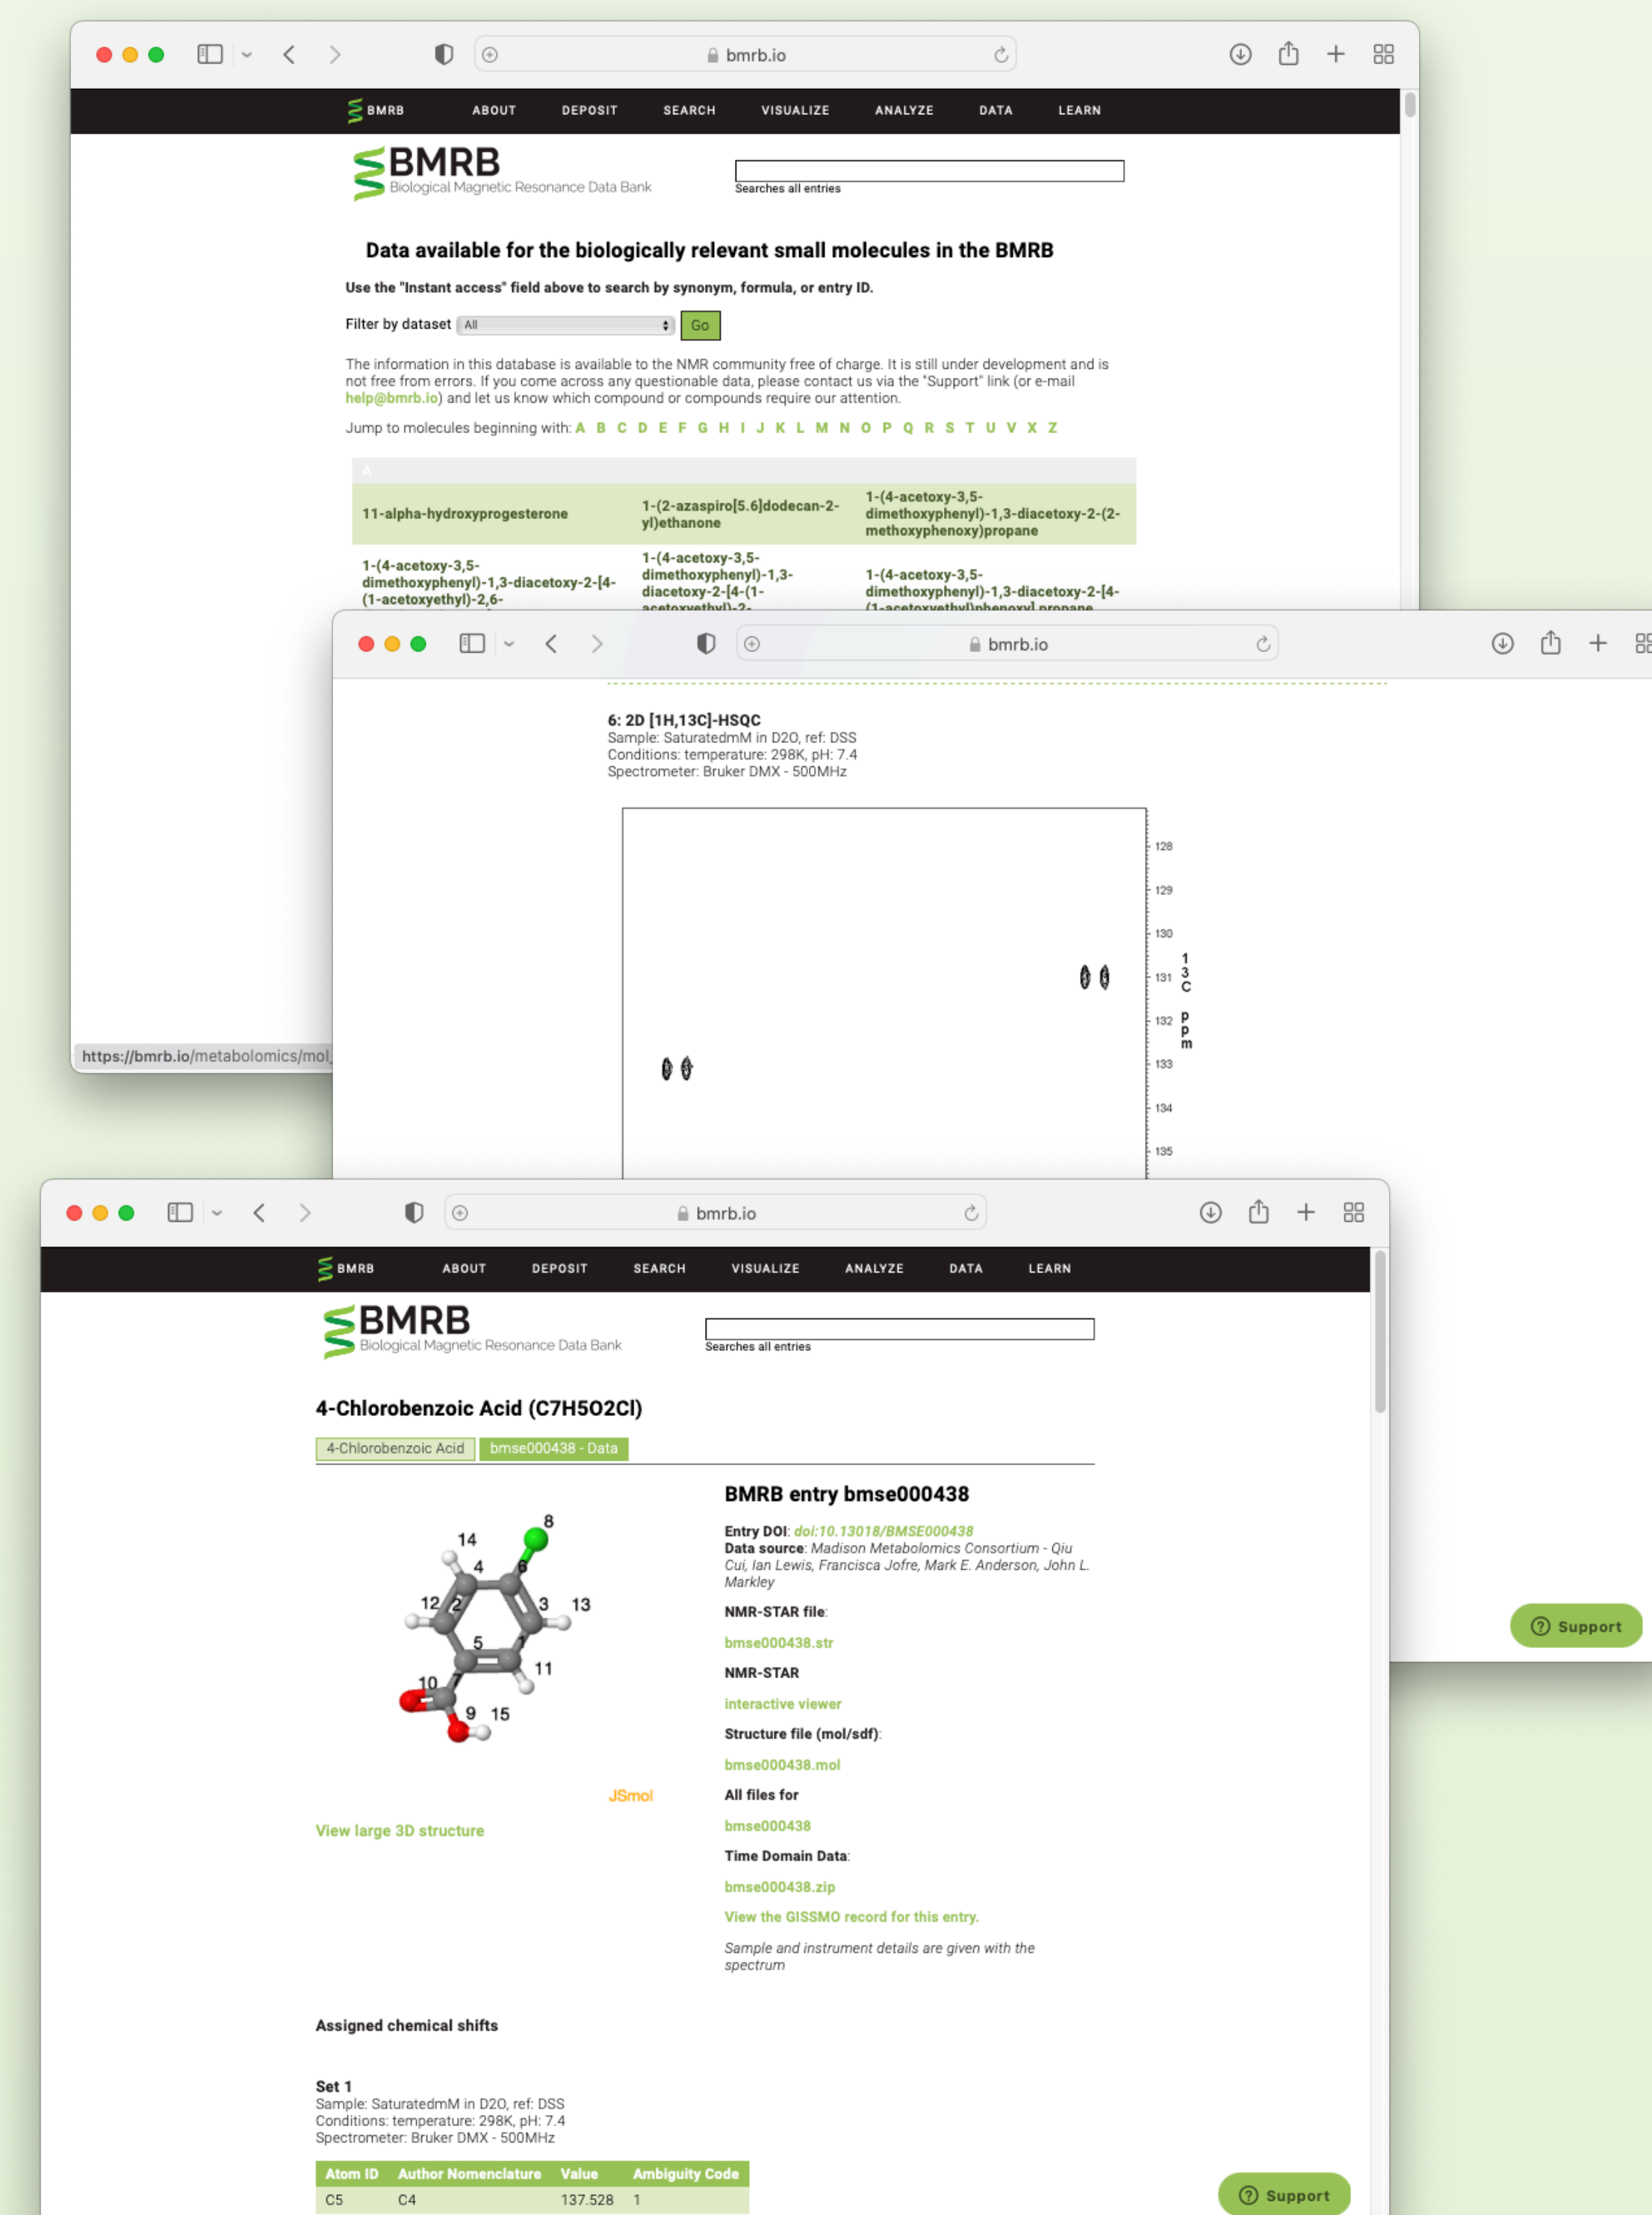 bmrb.io
BMRB ABOUT DEPOSIT SEARCH VISUALIZE ANALYZE DATA LEARN
BMRB
Biological Magnetic Resonance Data Bank
Searches all entries
Data available for the biologically relevant small molecules in the BMRB
Use the "Instant access" field above to search by synonym, formula, or entry ID.
Filter by dataset All Go
The information in this database is available to the NMR community free of charge. It is still under development and is
not free from errors. If you come across any questionable data, please contact us via the "Support" link (or e-mail
help@bmrb.io) and let us know which compound or compounds require our attention.
Jump to molecules beginning with: A B C D E F G H I J K L M N O P Q R S T U V X Z
A
11-alpha-hydroxyprogesterone
1-(2-azaspiro[5.6]dodecan-2-
yl)ethanone
1-(4-acetoxy-3,5-
dimethoxyphenyl)-1,3-diacetoxy-2-(2-
methoxyphenoxy)propane
1-(4-acetoxy-3,5-
dimethoxyphenyl)-1,3-diacetoxy-2-[4-
(1-acetoxyethyl)-2,6-
1-(4-acetoxy-3,5-
dimethoxyphenyl)-1,3-
diacetoxy-2-[4-(1-
acetoxyethyl)-2-
1-(4-acetoxy-3,5-
dimethoxyphenyl)-1,3-diacetoxy-2-[4-
(1-acetoxyethyl)phenoxy] propane
https://bmrb.io/metabolomics/mol_
bmrb.io
6: 2D [1H,13C]-HSQC
Sample: SaturatedmM in D2O, ref: DSS
Conditions: temperature: 298K, pH: 7.4
Spectrometer: Bruker DMX - 500MHz
128
129
130
131
132
133
134
135
13C ppm
Support
bmrb.io
BMRB ABOUT DEPOSIT SEARCH VISUALIZE ANALYZE DATA LEARN
BMRB
Biological Magnetic Resonance Data Bank
Searches all entries
4-Chlorobenzoic Acid (C7H5O2Cl)
4-Chlorobenzoic Acid bmse000438 - Data
8
14
4
6
12
2
3
13
5
1
11
10
7
9
15
JSmol
View large 3D structure
BMRB entry bmse000438
Entry DOI: doi:10.13018/BMSE000438
Data source: Madison Metabolomics Consortium - Qiu
Cui, Ian Lewis, Francisca Jofre, Mark E. Anderson, John L.
Markley
NMR-STAR file:
bmse000438.str
NMR-STAR
interactive viewer
Structure file (mol/sdf):
bmse000438.mol
All files for
bmse000438
Time Domain Data:
bmse000438.zip
View the GISSMO record for this entry.
Sample and instrument details are given with the
spectrum
Assigned chemical shifts
Set 1
Sample: SaturatedmM in D2O, ref: DSS
Conditions: temperature: 298K, pH: 7.4
Spectrometer: Bruker DMX - 500MHz
Atom ID Author Nomenclature Value Ambiguity Code
C5 C4 137.528 1
Support